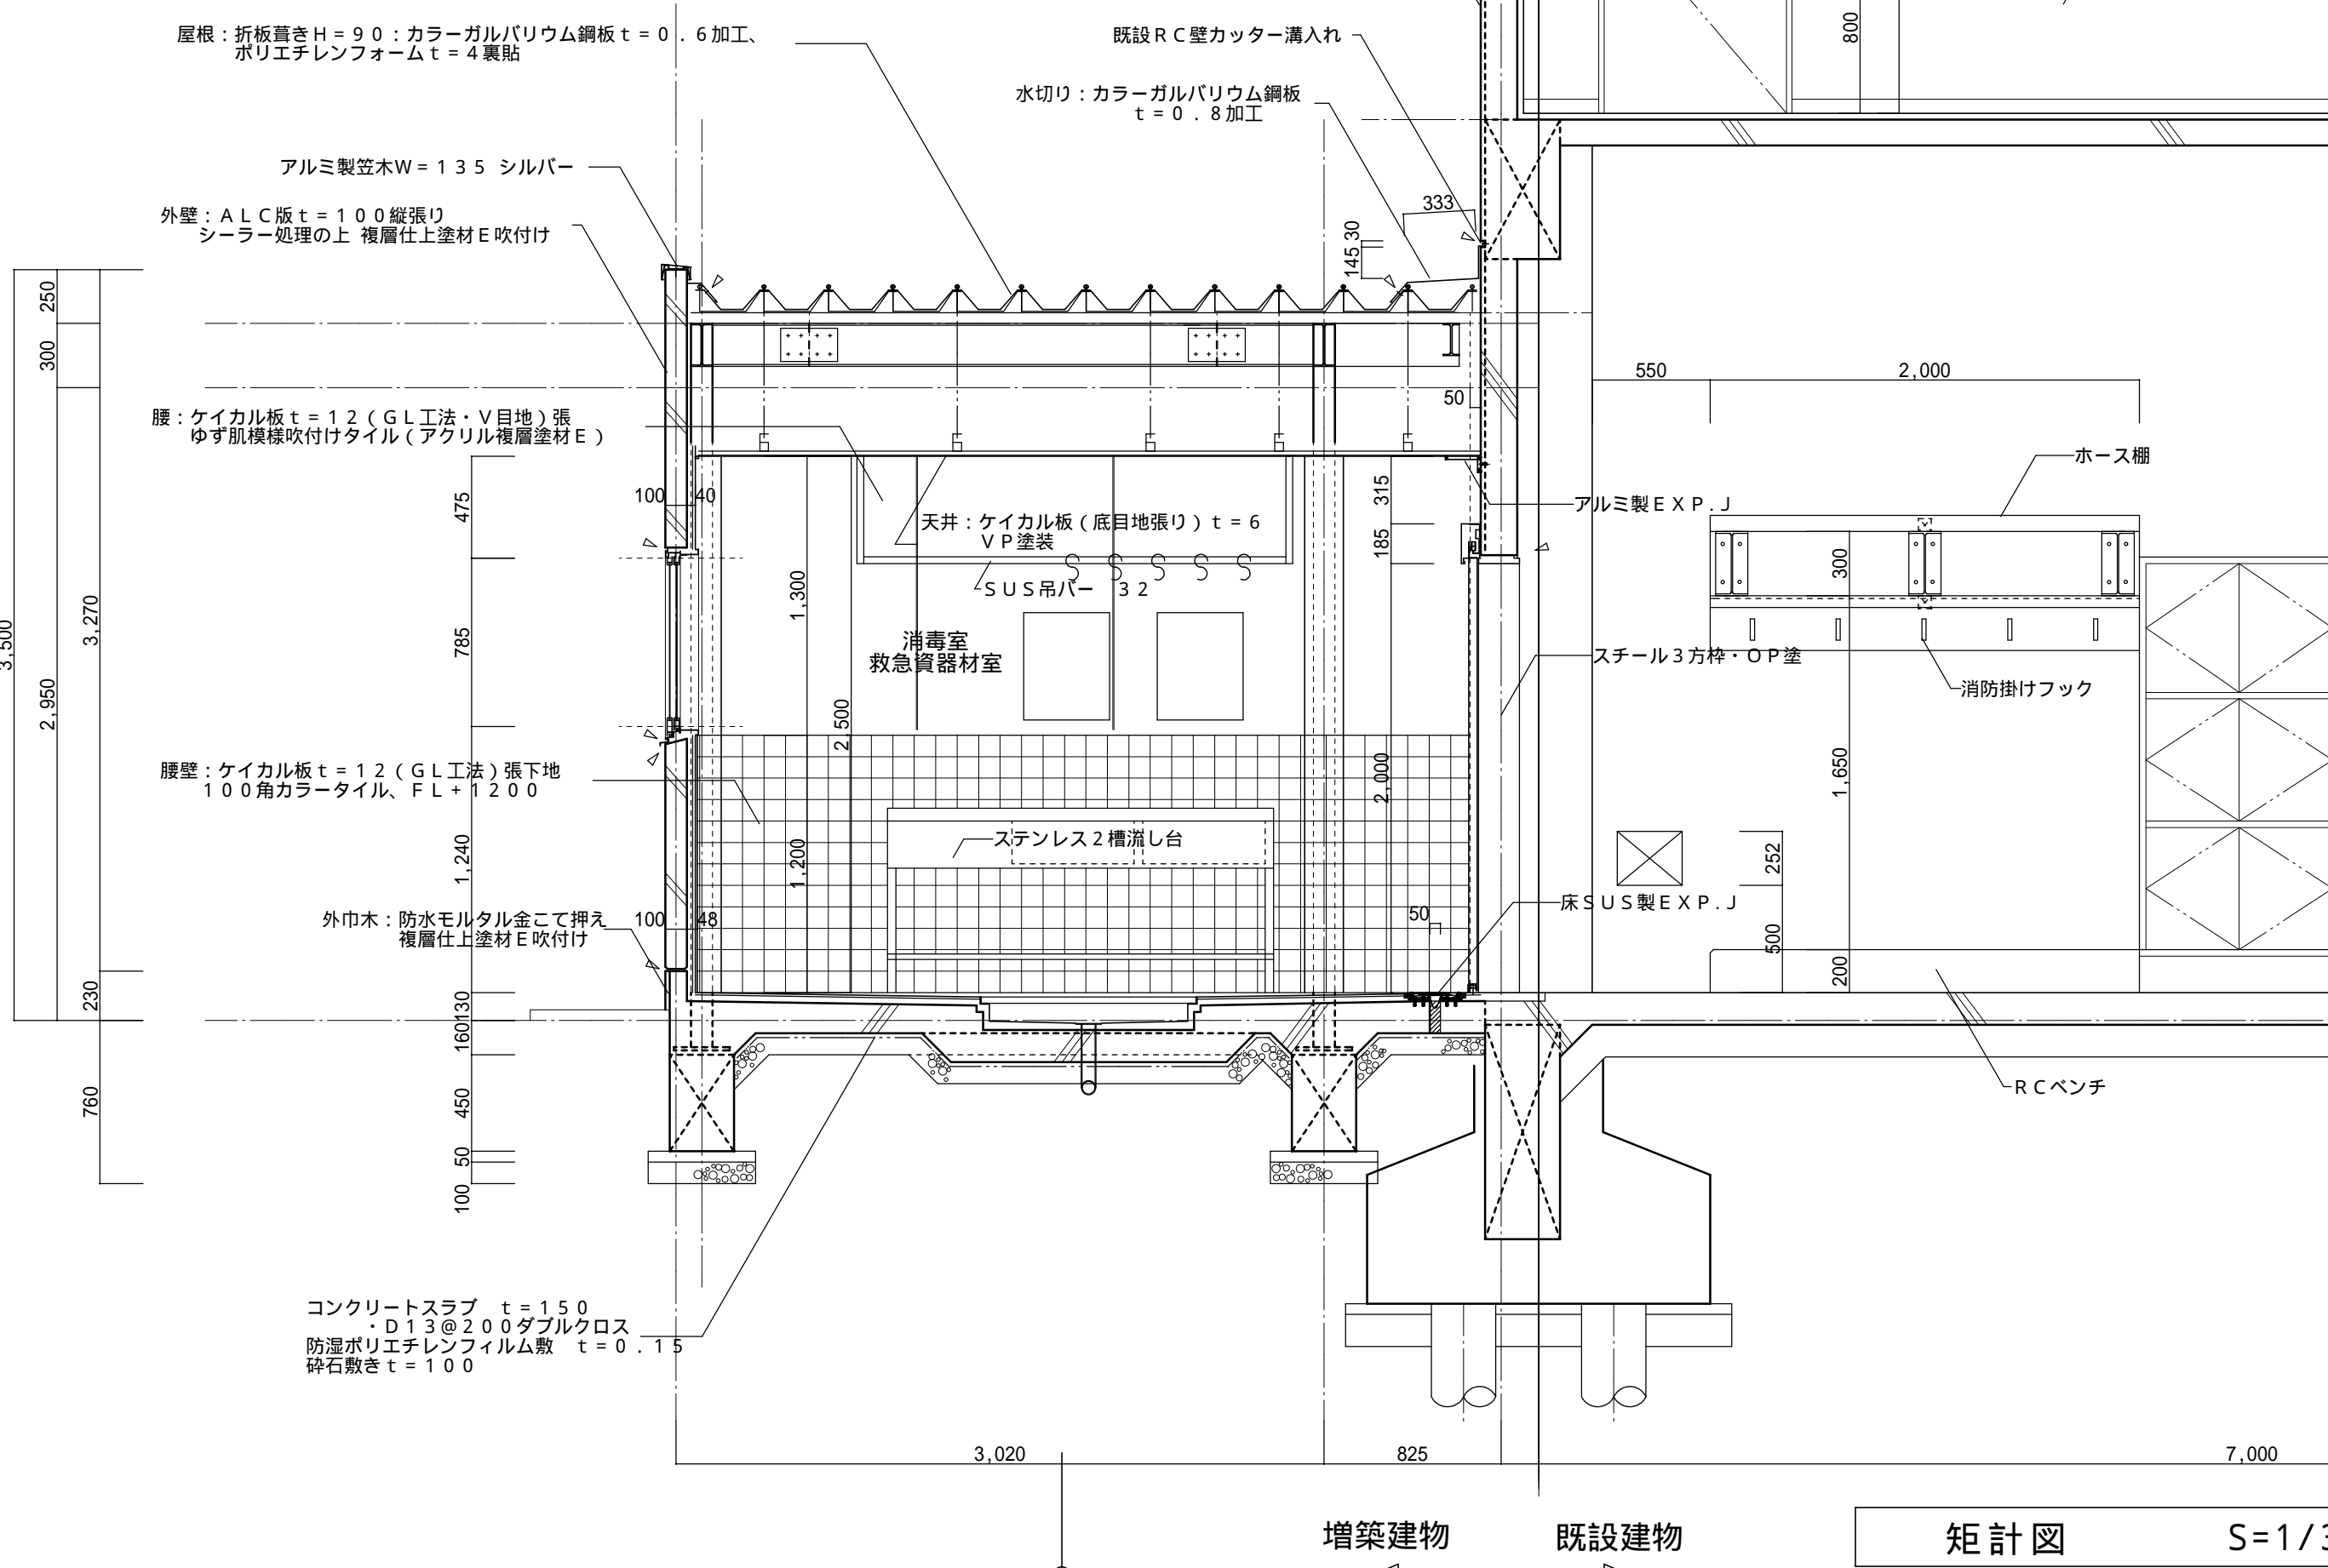 屋根：折板葺きＨ＝９０：カラーガルバリウム鋼板ｔ＝０．６加工、
ポリエチレンフォームｔ＝４裏貼
既設ＲＣ壁カッター溝入れ
水切り：カラーガルバリウム鋼板
ｔ＝０．８加工
アルミ製笠木Ｗ＝１３５ シルバー
外壁：ＡＬＣ版ｔ＝１００縦張り
シーラー処理の上 複層仕上塗材Ｅ吹付け
800
333
30
145
250
300
3,500
3,270
2,950
230
760
腰：ケイカル板ｔ＝１２（ＧＬ工法・Ｖ目地）張
ゆず肌模様吹付けタイル（アクリル複層塗材Ｅ）
50
550
2,000
ホース棚
475
100
40
315
アルミ製ＥＸＰ.Ｊ
天井：ケイカル板（底目地張り）ｔ＝６
ＶＰ塗装
185
300
ＳＵＳ吊バー　３２
1,300
785
消毒室
救急資器材室
スチール３方枠・ＯＰ塗
消防掛けフック
2,500
2,000
1,650
腰壁：ケイカル板ｔ＝１２（ＧＬ工法）張下地
１００角カラータイル、ＦＬ＋１２００
ステンレス２槽流し台
1,240
1,200
252
床ＳＵＳ製ＥＸＰ.Ｊ
外巾木：防水モルタル金こて押え
複層仕上塗材Ｅ吹付け
100
48
50
500
200
130
160
450
50
100
ＲＣベンチ
コンクリートスラブ　ｔ＝１５０
・Ｄ１３＠２００ダブルクロス
防湿ポリエチレンフィルム敷　ｔ＝０．１５
砕石敷きｔ＝１００
3,020
825
7,000
増築建物
既設建物
矩計図
S=1/3